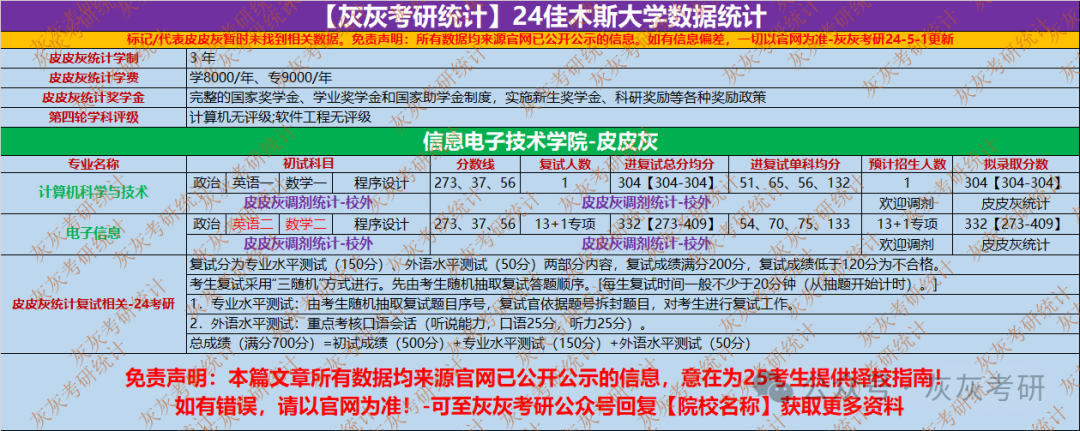 【灰灰考研统计】24佳木斯大学数据统计
标记/代表皮皮灰暂时未找到相关数据。免责声明：所有数据均来源官网已公开公示的信息。如有信息偏差，一切以官网为准-灰灰考研24-5-1更新
皮皮灰统计学制 3 年
皮皮灰统计学费 学8000/年、专9000/年
皮皮灰统计奖学金 完整的国家奖学金、学业奖学金和国家助学金制度，实施新生奖学金、科研奖励等各种奖励政策
第四轮学科评级 计算机无评级;软件工程无评级
信息电子技术学院-皮皮灰
专业名称 初试科目 分数线 复试人数 进复试总分均分 进复试单科均分 预计招生人数 拟录取分数
计算机科学与技术 政治 英语一 数学一 程序设计 273、37、56 1 304【304-304】 51、65、56、132 1 304【304-304】
皮皮灰调剂统计-校外 皮皮灰调剂统计-校外 欢迎调剂 皮皮灰统计
电子信息 政治 英语二 数学二 程序设计 273、37、56 13+1专项 332【273-409】 54、70、75、133 13+1专项 332【273-409】
皮皮灰调剂统计-校外 皮皮灰调剂统计-校外 欢迎调剂 皮皮灰统计
皮皮灰统计复试相关-24考研
复试分为专业水平测试（150分）、外语水平测试（50分）两部分内容，复试成绩满分200分，复试成绩低于120分为不合格。
考生复试采用“三随机”方式进行。先由考生随机抽取复试答题顺序。[每生复试时间一般不少于20分钟（从抽题开始计时）。]
1．专业水平测试：由考生随机抽取复试题目序号，复试官依据题号拆封题目，对考生进行复试工作。
2．外语水平测试：重点考核口语会话（听说能力，口语25分，听力25分）。
总成绩（满分700分）=初试成绩（500分）+专业水平测试（150分）+外语水平测试（50分）
免责声明：本篇文章所有数据均来源官网已公开公示的信息，意在为25考生提供择校指南！
如有错误，请以官网为准！-可至灰灰考研公众号回复【院校名称】获取更多资料
公众号 灰灰考研
灰灰考研统计